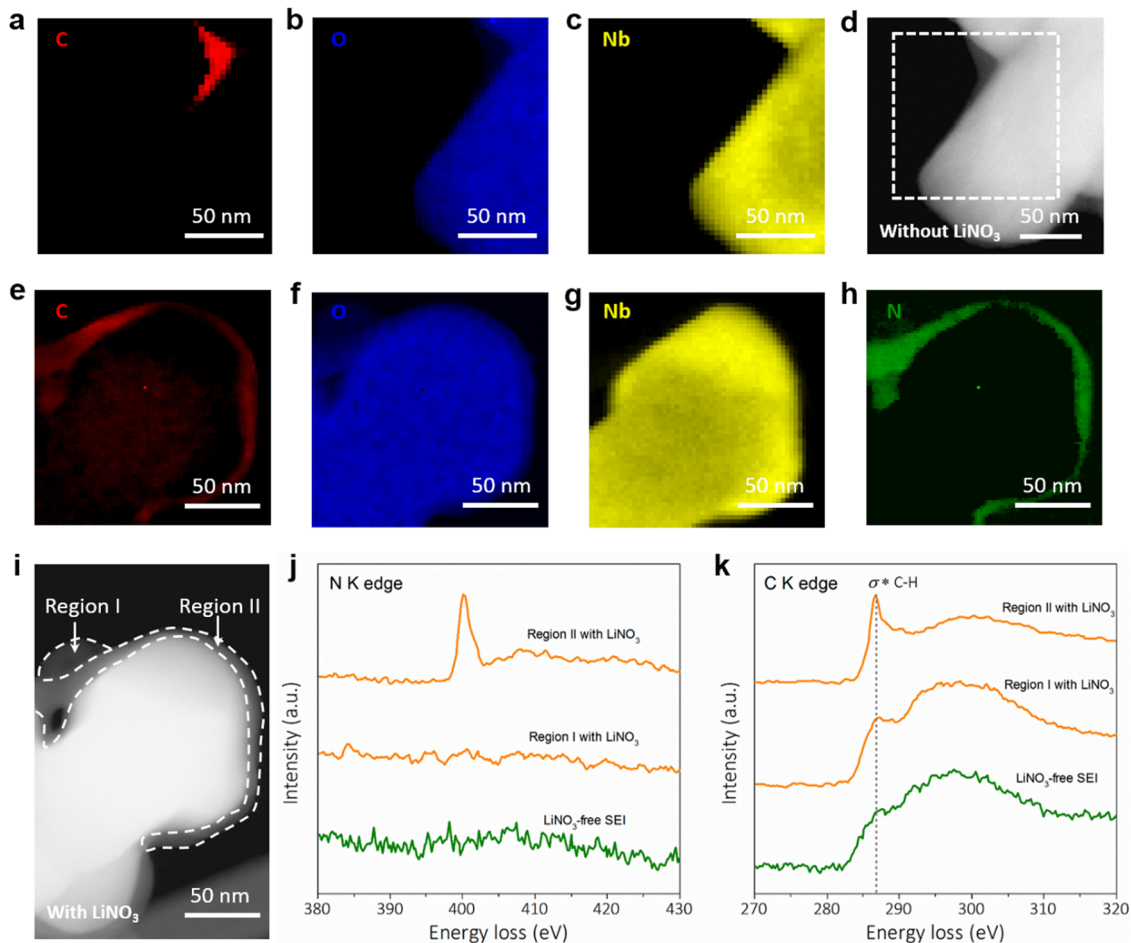 a
C
50 nm
b
O
50 nm
c
Nb
50 nm
d
Without LiNO₃
50 nm
e
C
50 nm
f
O
50 nm
g
Nb
50 nm
h
N
50 nm
i
Region I
Region II
With LiNO₃
50 nm
j
N K edge
Region II with LiNO₃
Region I with LiNO₃
LiNO₃-free SEI
Intensity (a.u.)
380 390 400 410 420 430
Energy loss (eV)
k
C K edge
σ* C-H
Region II with LiNO₃
Region I with LiNO₃
LiNO₃-free SEI
Intensity (a.u.)
270 280 290 300 310 320
Energy loss (eV)